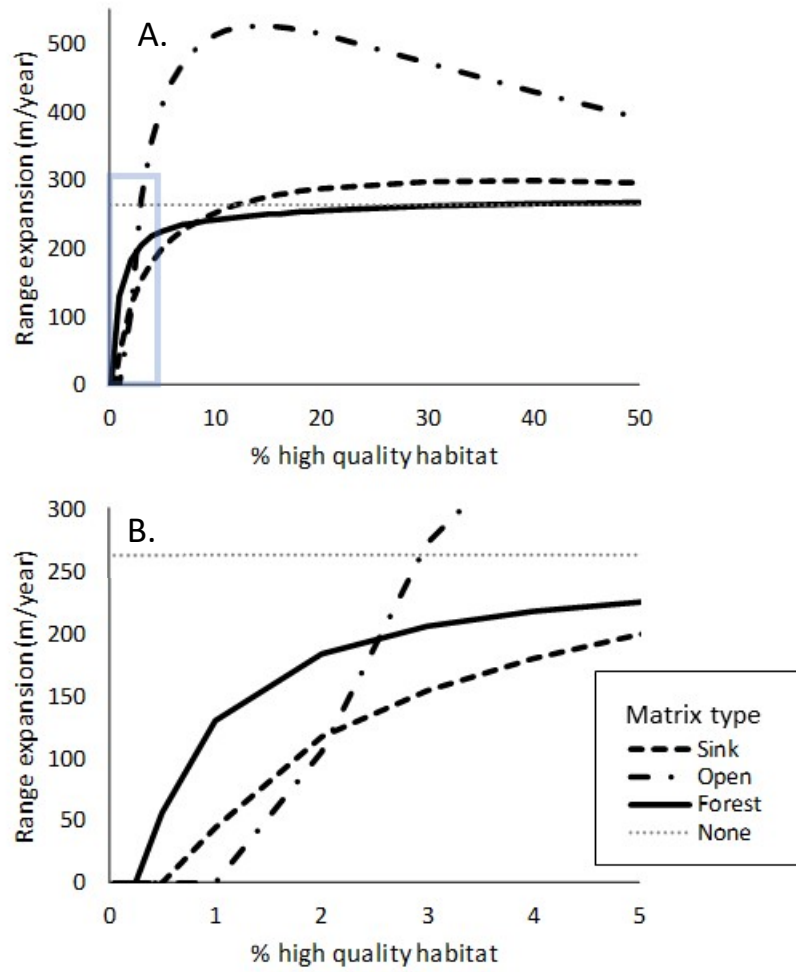 A.
Range expansion (m/year)
500
400
300
200
100
0
0 10 20 30 40 50
% high quality habitat
B.
Range expansion (m/year)
300
250
200
150
100
50
0
0 1 2 3 4 5
% high quality habitat
Matrix type
Sink
Open
Forest
None